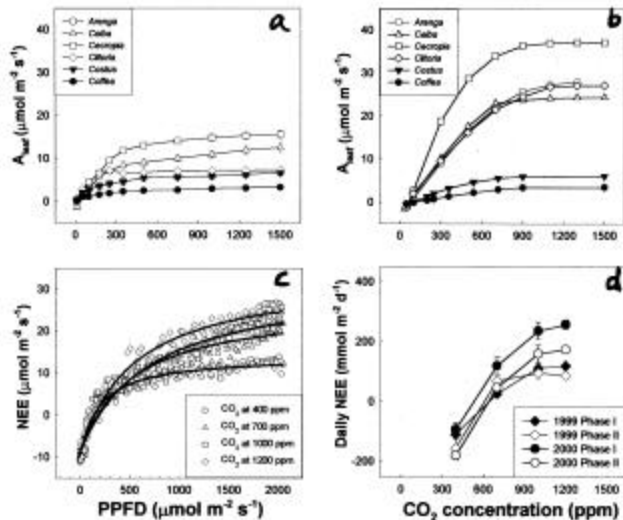 a
Arenga
Ceiba
Cecropia
Clitoria
Costus
Coffea
A_leaf (μmol m⁻² s⁻¹)
40
30
20
10
0
0 300 600 900 1200 1500
b
Arenga
Ceiba
Cecropia
Clitoria
Costus
Coffea
A_leaf (μmol m⁻² s⁻¹)
40
30
20
10
0
0 300 600 900 1200 1500
c
NEE (μmol m⁻² s⁻¹)
30
20
10
0
-10
CO₂ at 400 ppm
CO₂ at 700 ppm
CO₂ at 1000 ppm
CO₂ at 1200 ppm
0 500 1000 1500 2000
PPFD (μmol m⁻² s⁻¹)
d
Daily NEE (mmol m⁻² d⁻¹)
400
200
0
-200
1999 Phase I
1999 Phase II
2000 Phase I
2000 Phase II
0 300 600 900 1200 1500
CO₂ concentration (ppm)